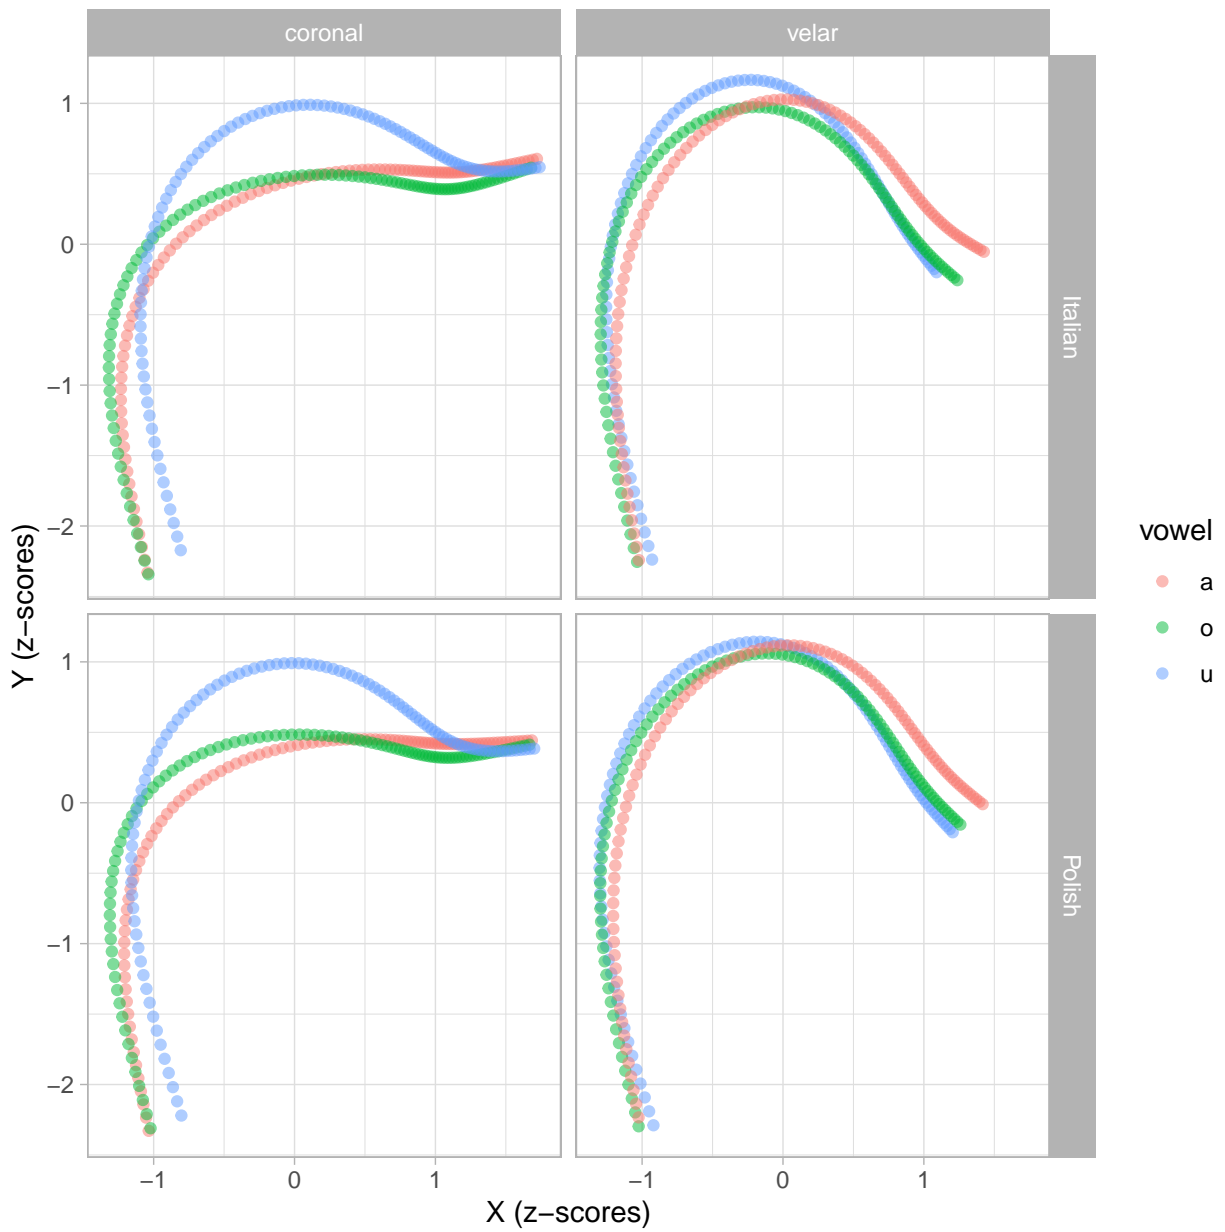 coronal
velar
1
0
−1
−2
Italian
1
0
−1
−2
Polish
−1
0
1
−1
0
1
X (z−scores)
Y (z−scores)
vowel
a
o
u